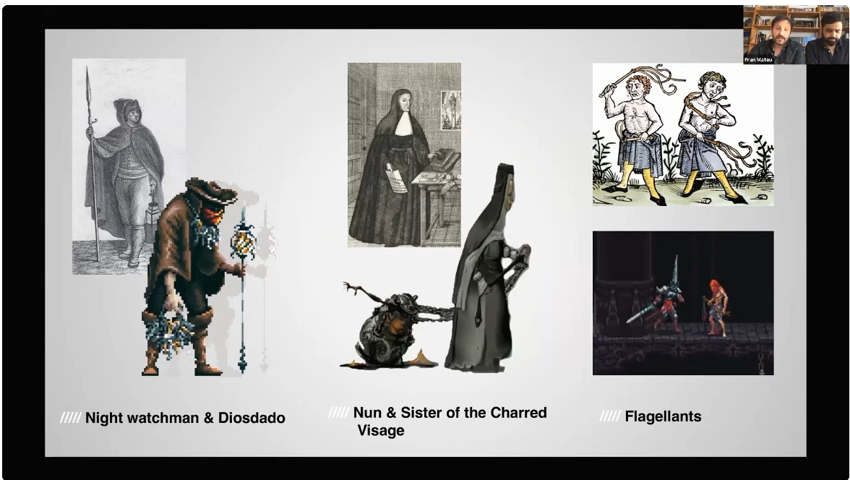 Fran Mateu
///// Night watchman & Diosdado
///// Nun & Sister of the Charred
Visage
///// Flagellants